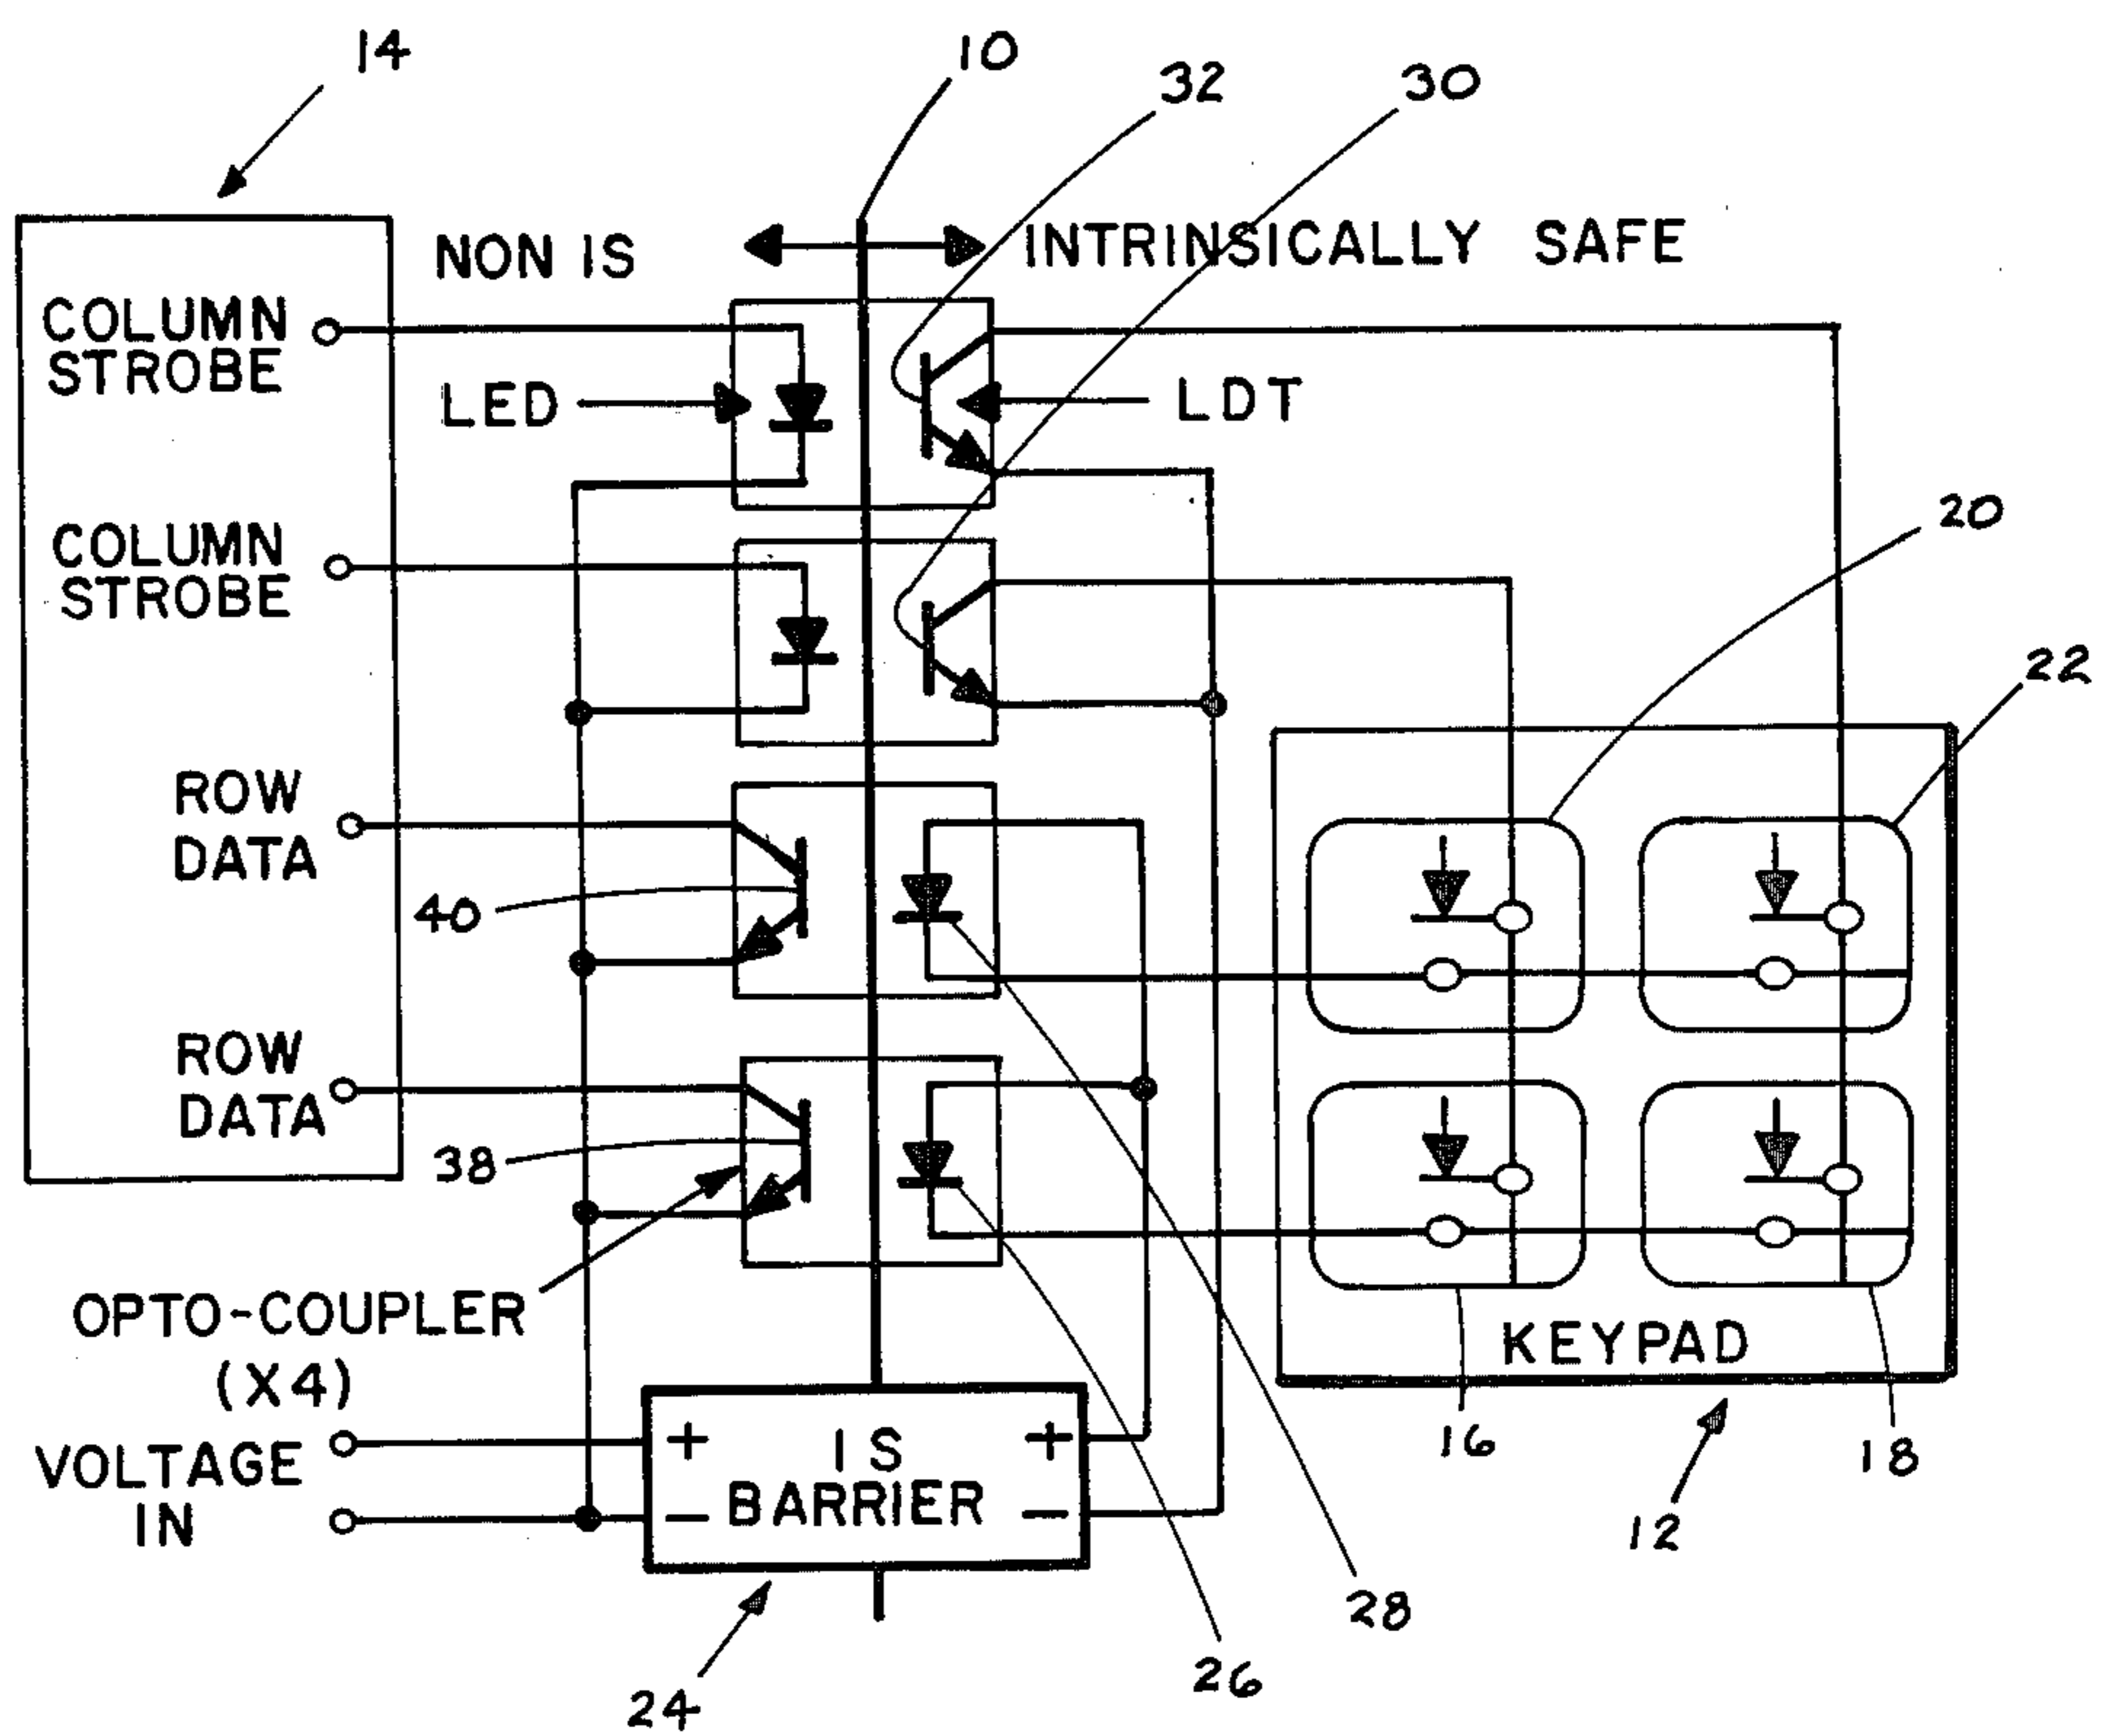 14
10
32
30
NON IS
INTRINSICALLY SAFE
COLUMN
STROBE
LED
LDT
20
COLUMN
STROBE
22
ROW
DATA
40
ROW
DATA
38
OPTO-COUPLER
(X4)
KEYPAD
16
18
12
VOLTAGE
IN
+
IS
+
−
BARRIER
−
28
26
24